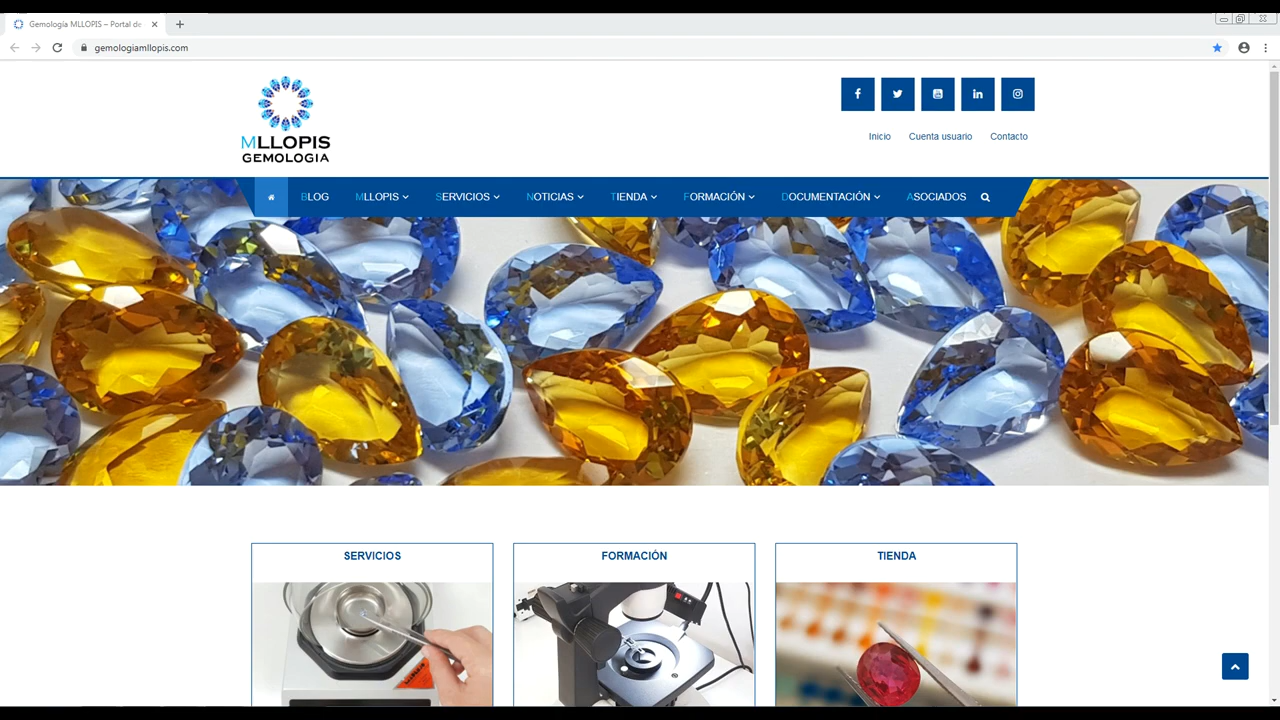 Gemología MLLOPIS – Portal de
gemologiamllopis.com
MLLOPIS
GEMOLOGIA
Inicio Cuenta usuario Contacto
BLOG MLLOPIS SERVICIOS NOTICIAS TIENDA FORMACIÓN DOCUMENTACIÓN ASOCIADOS
SERVICIOS FORMACIÓN TIENDA